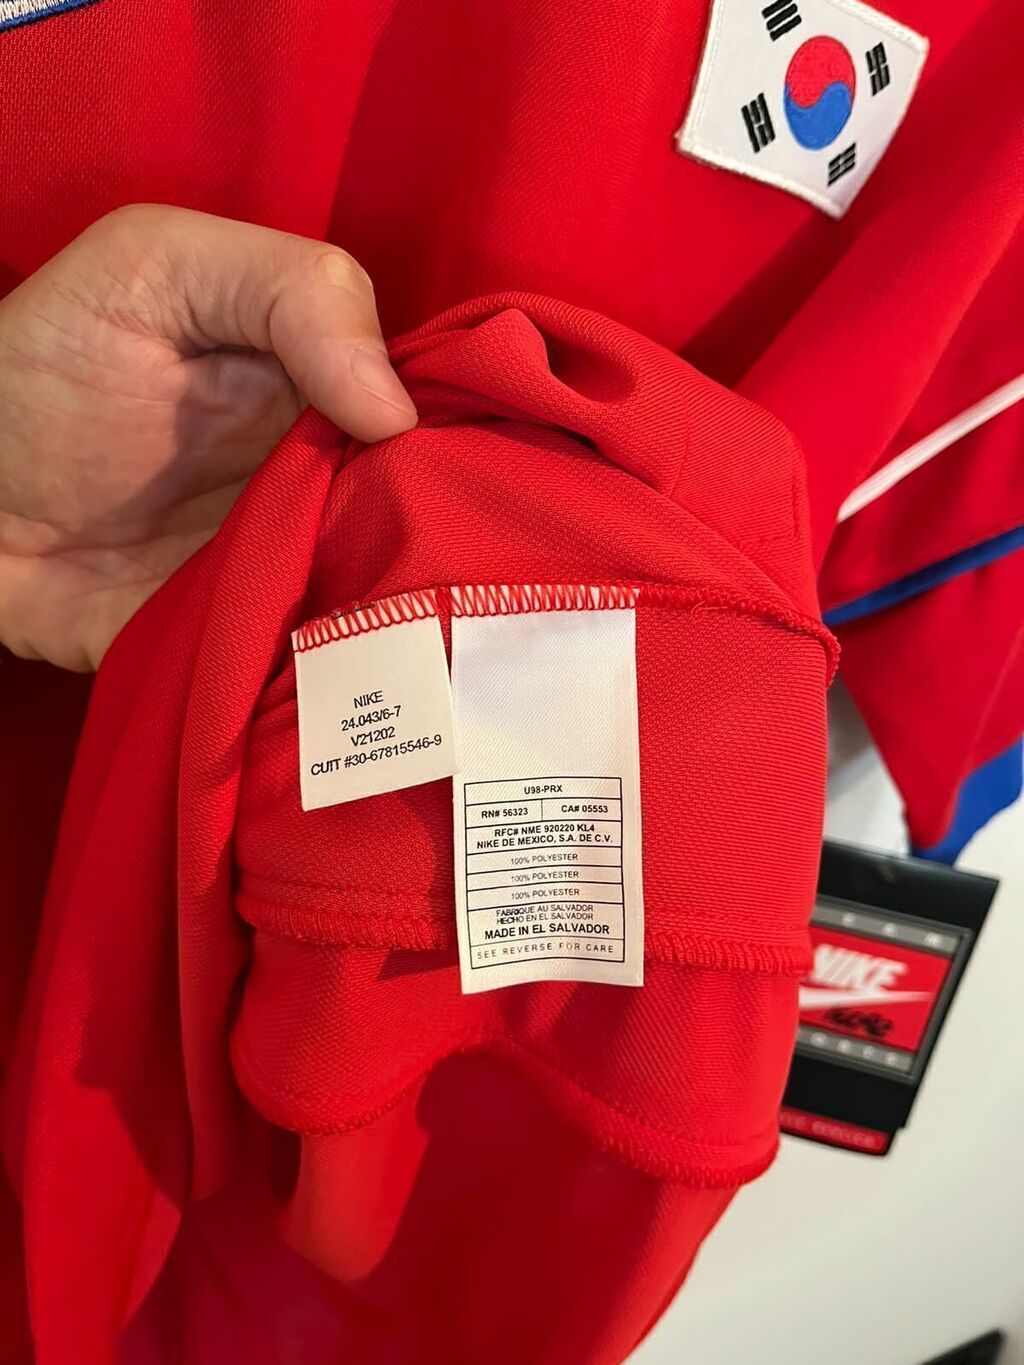 NIKE
24.043/6-7
V21202
CUIT #30-67815546-9
U98-PRX
RN# 56323 CA# 05553
RFC# NME 920220 KL4
NIKE DE MEXICO, S.A. DE C.V.
100% POLYESTER
100% POLYESTER
100% POLYESTER
FABRIQUE AU SALVADOR
HECHO EN EL SALVADOR
MADE IN EL SALVADOR
SEE REVERSE FOR CARE
NIKE